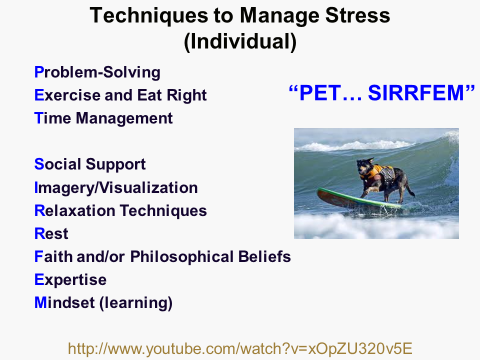 Techniques to Manage Stress
(Individual)
Problem-Solving
Exercise and Eat Right
Time Management
“PET… SIRRFEM”
Social Support
Imagery/Visualization
Relaxation Techniques
Rest
Faith and/or Philosophical Beliefs
Expertise
Mindset (learning)
http://www.youtube.com/watch?v=xOpZU320v5E